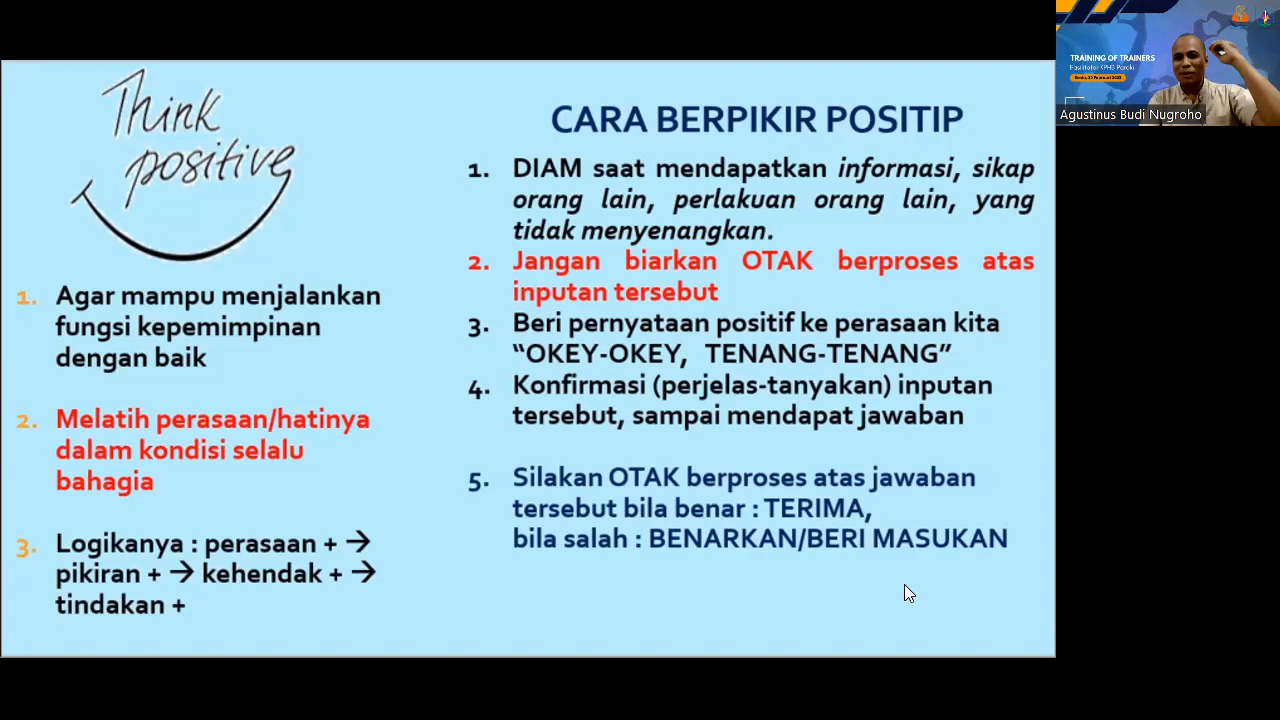 Think
positive
1. Agar mampu menjalankan
fungsi kepemimpinan
dengan baik
2. Melatih perasaan/hatinya
dalam kondisi selalu
bahagia
3. Logikanya : perasaan + →
pikiran + → kehendak + →
tindakan +
CARA BERPIKIR POSITIP
1. DIAM saat mendapatkan informasi, sikap
orang lain, perlakuan orang lain, yang
tidak menyenangkan.
2. Jangan biarkan OTAK berproses atas
inputan tersebut
3. Beri pernyataan positif ke perasaan kita
“OKEY-OKEY, TENANG-TENANG”
4. Konfirmasi (perjelas-tanyakan) inputan
tersebut, sampai mendapat jawaban
5. Silakan OTAK berproses atas jawaban
tersebut bila benar : TERIMA,
bila salah : BENARKAN/BERI MASUKAN
TRAINING OF TRAINERS
Fasilitator KPHB Paroki
Agustinus Budi Nugroho